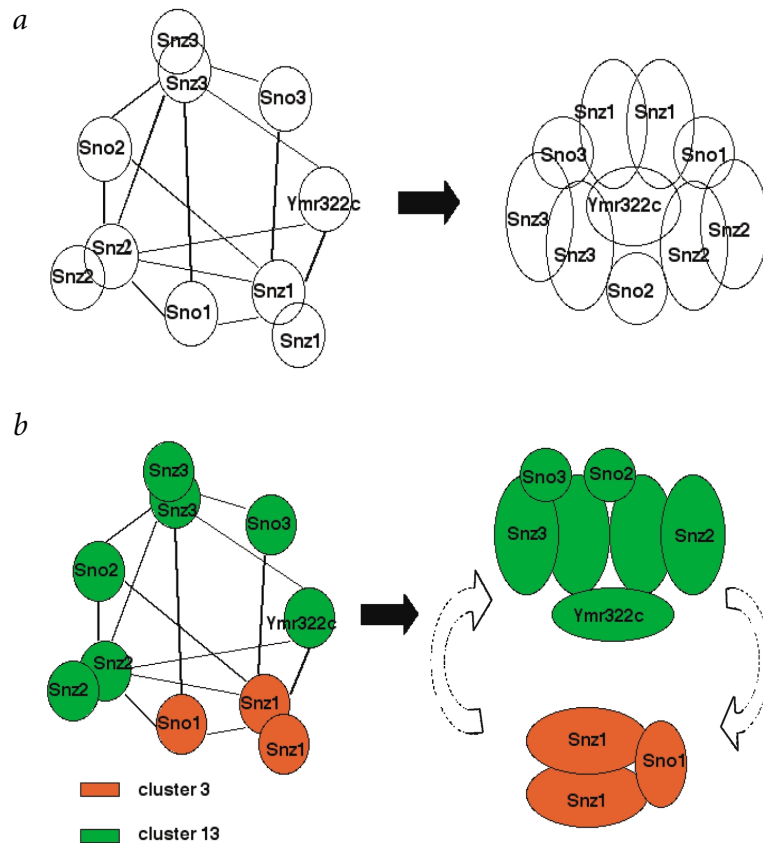 a
Snz3
Snz3
Sno3
Sno2
Ymr322c
Snz2
Snz2
Sno1
Snz1
Snz1
Snz1
Snz1
Sno3
Sno1
Ymr322c
Snz3
Snz2
Snz3
Snz2
Sno2
b
Snz3
Snz3
Sno3
Sno2
Ymr322c
Snz2
Snz2
Sno1
Snz1
Snz1
cluster 3
cluster 13
Sno3
Sno2
Snz3
Snz2
Ymr322c
Snz1
Sno1
Snz1